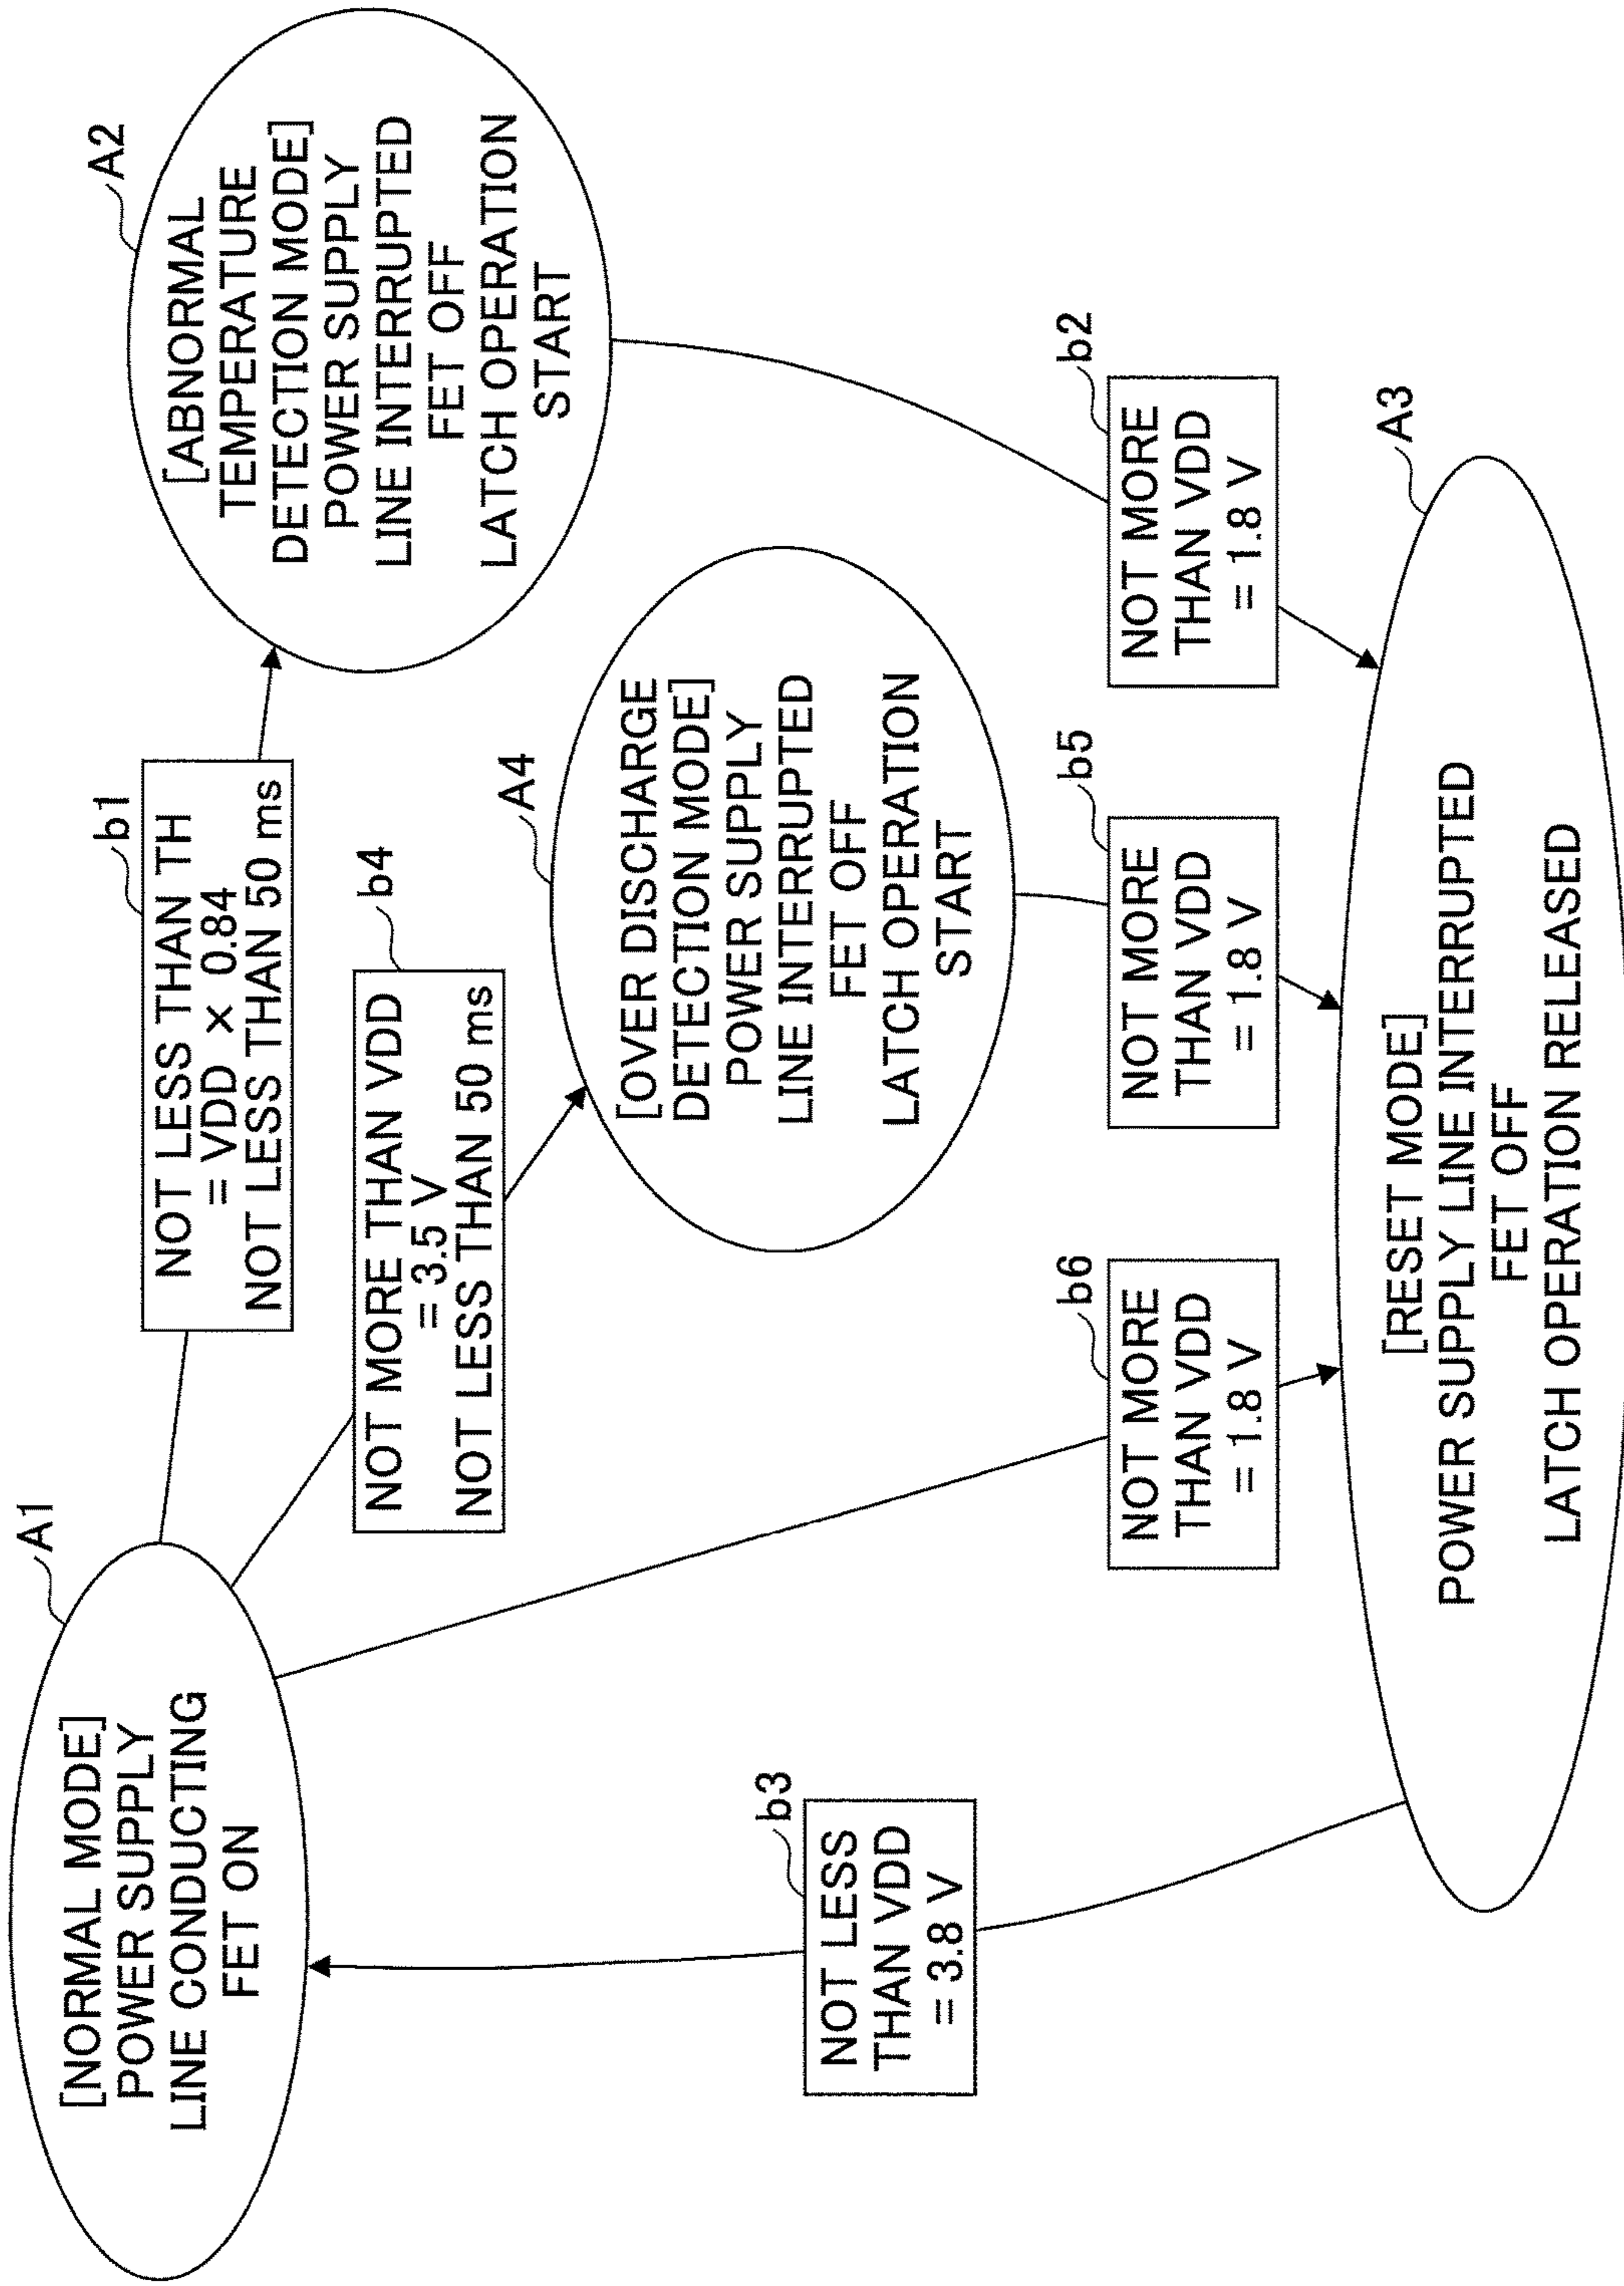 A1
[NORMAL MODE]
POWER SUPPLY
LINE CONDUCTING
FET ON
b1
NOT LESS THAN TH
= VDD × 0.84
NOT LESS THAN 50 ms
A2
[ABNORMAL
TEMPERATURE
DETECTION MODE]
POWER SUPPLY
LINE INTERRUPTED
FET OFF
LATCH OPERATION
START
b4
NOT MORE THAN VDD
= 3.5 V
NOT LESS THAN 50 ms
A4
[OVER DISCHARGE
DETECTION MODE]
POWER SUPPLY
LINE INTERRUPTED
FET OFF
LATCH OPERATION
START
b3
NOT LESS
THAN VDD
= 3.8 V
b6
NOT MORE
THAN VDD
= 1.8 V
b5
NOT MORE
THAN VDD
= 1.8 V
b2
NOT MORE
THAN VDD
= 1.8 V
A3
[RESET MODE]
POWER SUPPLY LINE INTERRUPTED
FET OFF
LATCH OPERATION RELEASED